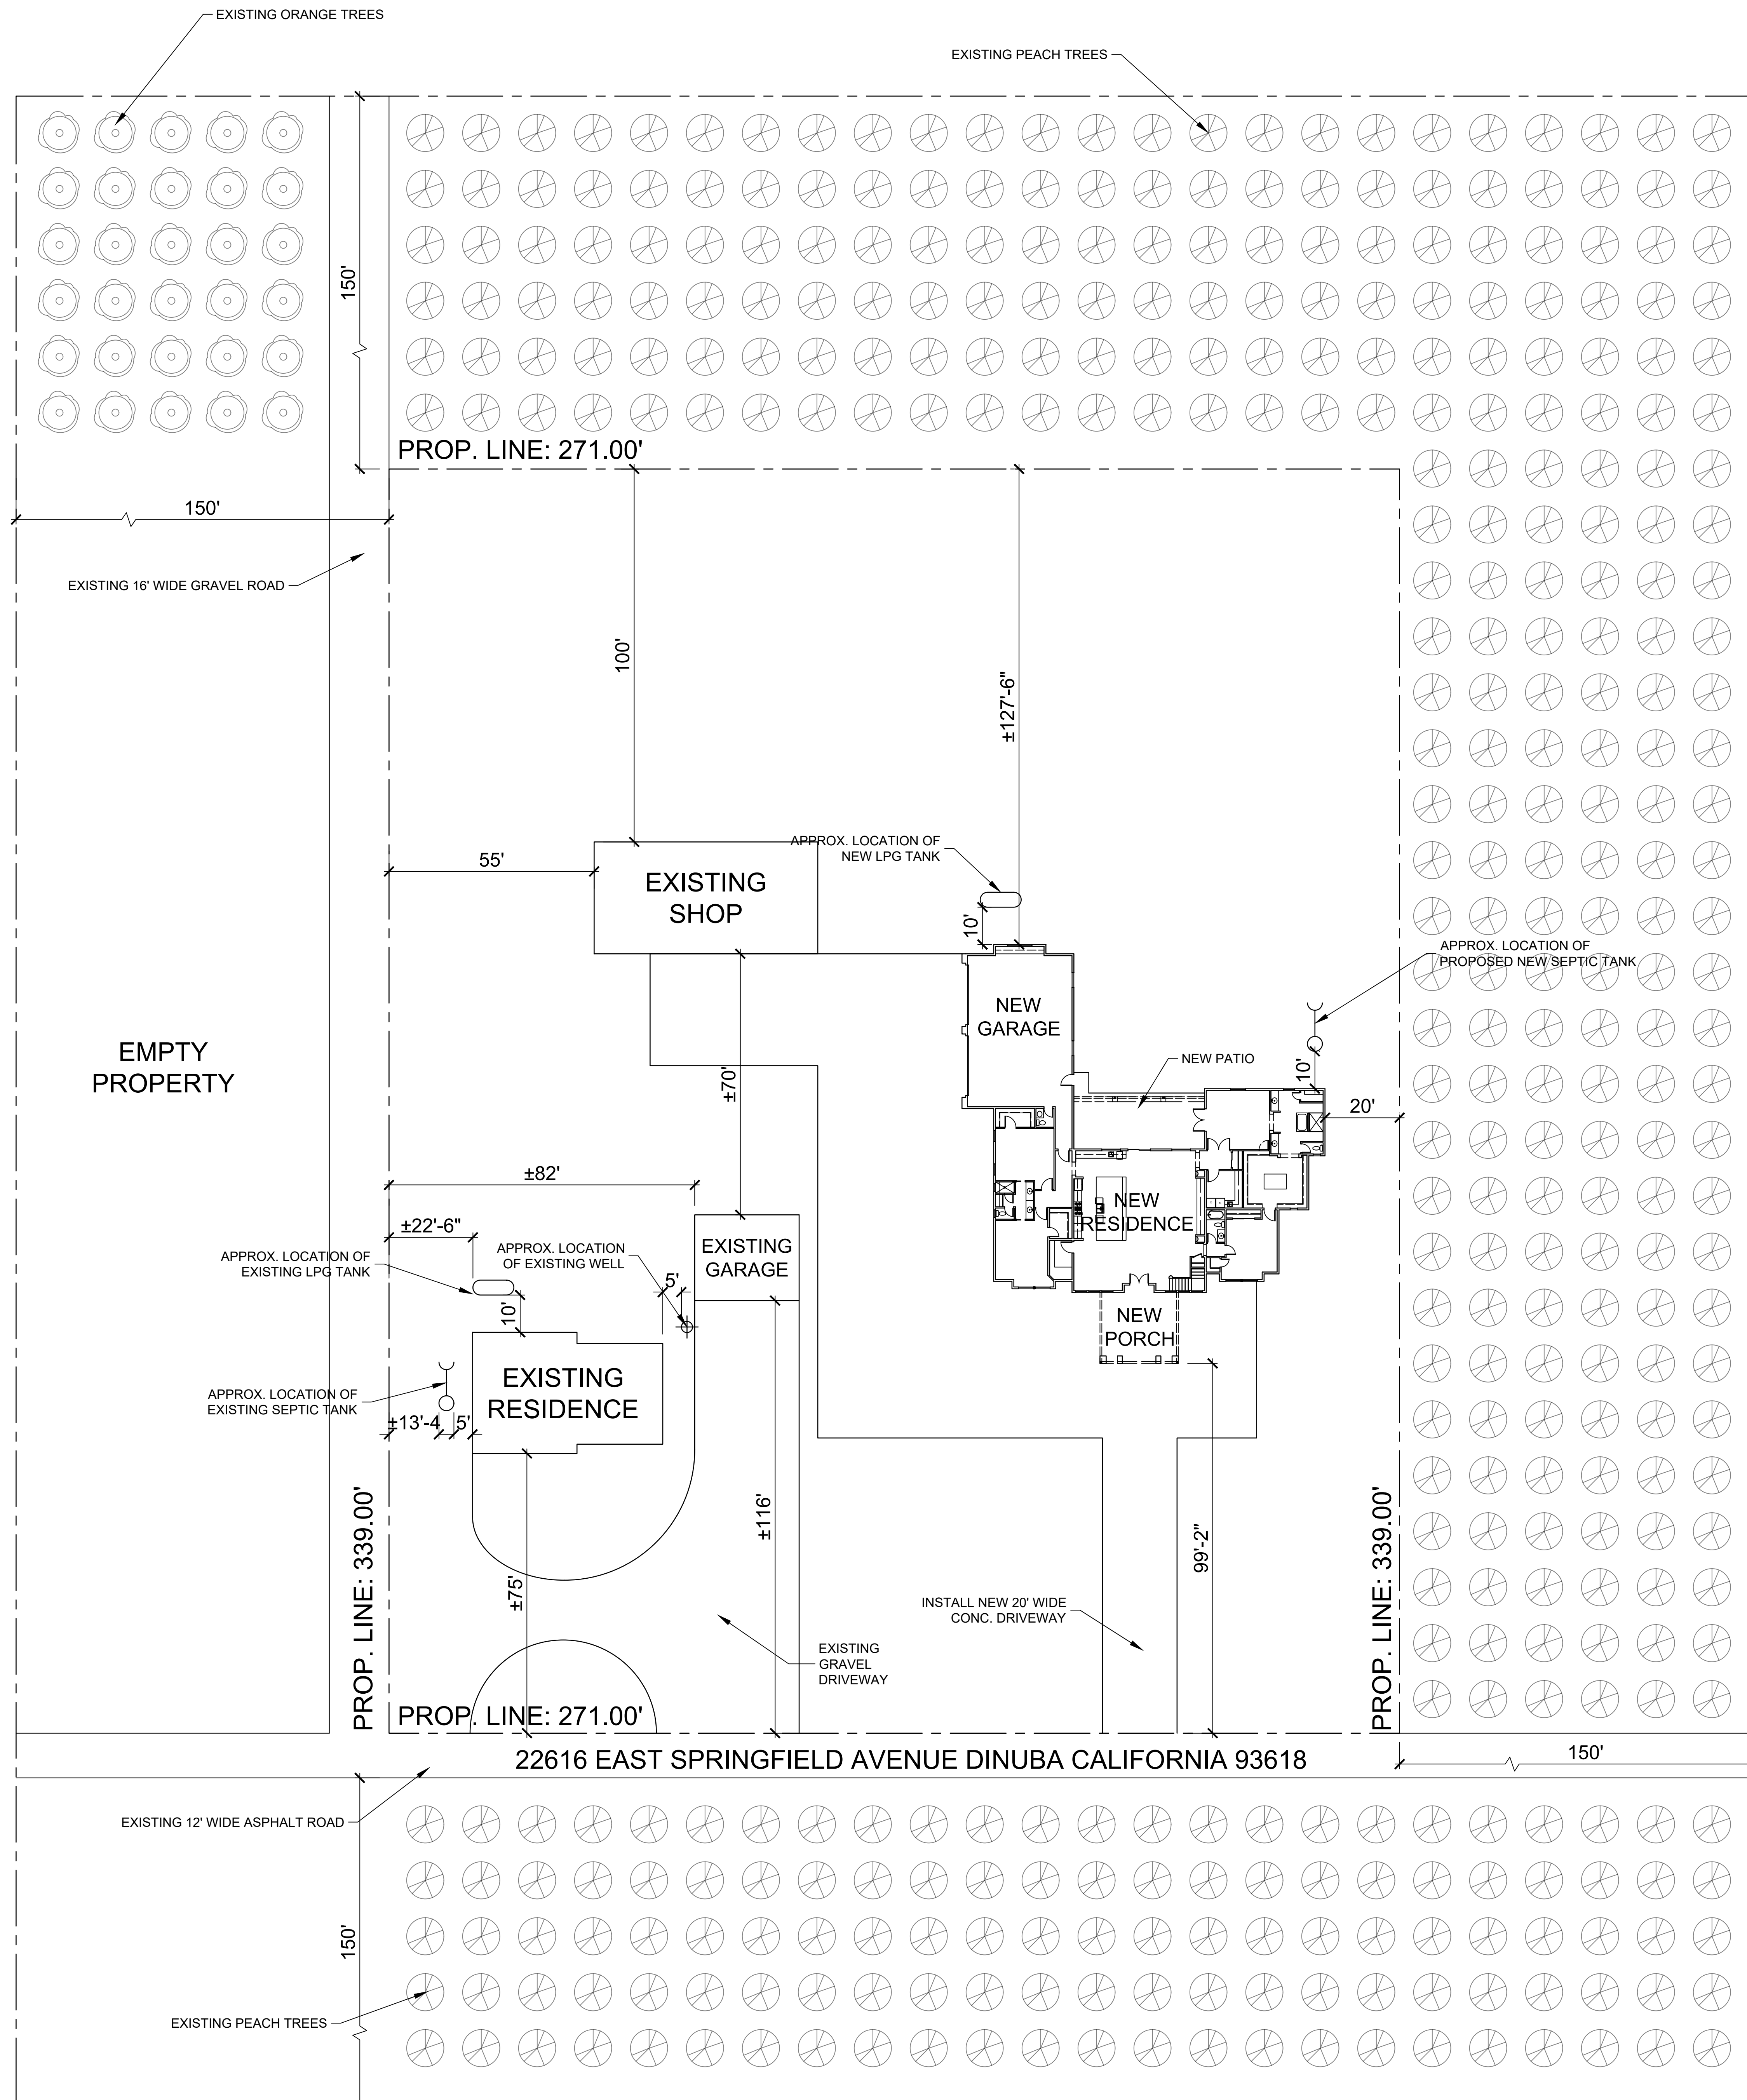 EXISTING ORANGE TREES
EXISTING PEACH TREES
150'
PROP. LINE: 271.00'
150'
EXISTING 16' WIDE GRAVEL ROAD
100'
±127'-6"
APPROX. LOCATION OF
NEW LPG TANK
55'
EXISTING
SHOP
10'
APPROX. LOCATION OF
PROPOSED NEW SEPTIC TANK
NEW
GARAGE
EMPTY
PROPERTY
NEW PATIO
10'
±70'
20'
±82'
NEW
RESIDENCE
±22'-6"
APPROX. LOCATION OF
EXISTING LPG TANK
APPROX. LOCATION
OF EXISTING WELL
EXISTING
GARAGE
5'
10'
NEW
PORCH
EXISTING
RESIDENCE
APPROX. LOCATION OF
EXISTING SEPTIC TANK
±13'-4
5'
PROP. LINE: 339.00'
±75'
±116'
99'-2"
PROP. LINE: 339.00'
INSTALL NEW 20' WIDE
CONC. DRIVEWAY
EXISTING
GRAVEL
DRIVEWAY
PROP. LINE: 271.00'
22616 EAST SPRINGFIELD AVENUE DINUBA CALIFORNIA 93618
150'
EXISTING 12' WIDE ASPHALT ROAD
150'
EXISTING PEACH TREES